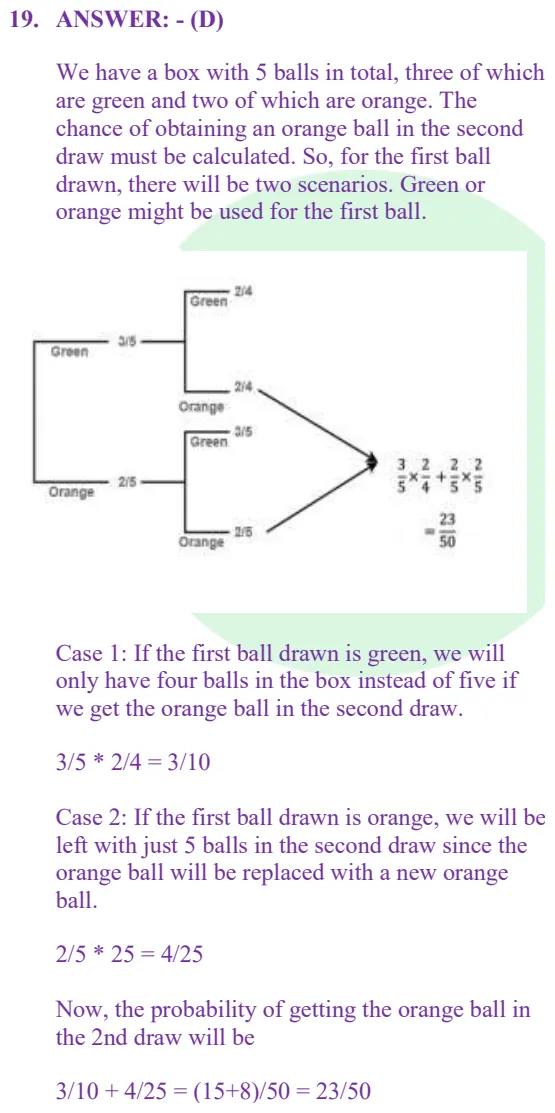 19. ANSWER: - (D)
We have a box with 5 balls in total, three of which
are green and two of which are orange. The
chance of obtaining an orange ball in the second
draw must be calculated. So, for the first ball
drawn, there will be two scenarios. Green or
orange might be used for the first ball.
Green 2/4
Green 3/5
Orange 2/4
Green 3/5
Orange 2/5
Orange 2/5
3/5 × 2/4 + 2/5 × 2/5
= 23/50
Case 1: If the first ball drawn is green, we will
only have four balls in the box instead of five if
we get the orange ball in the second draw.
3/5 * 2/4 = 3/10
Case 2: If the first ball drawn is orange, we will be
left with just 5 balls in the second draw since the
orange ball will be replaced with a new orange
ball.
2/5 * 25 = 4/25
Now, the probability of getting the orange ball in
the 2nd draw will be
3/10 + 4/25 = (15+8)/50 = 23/50